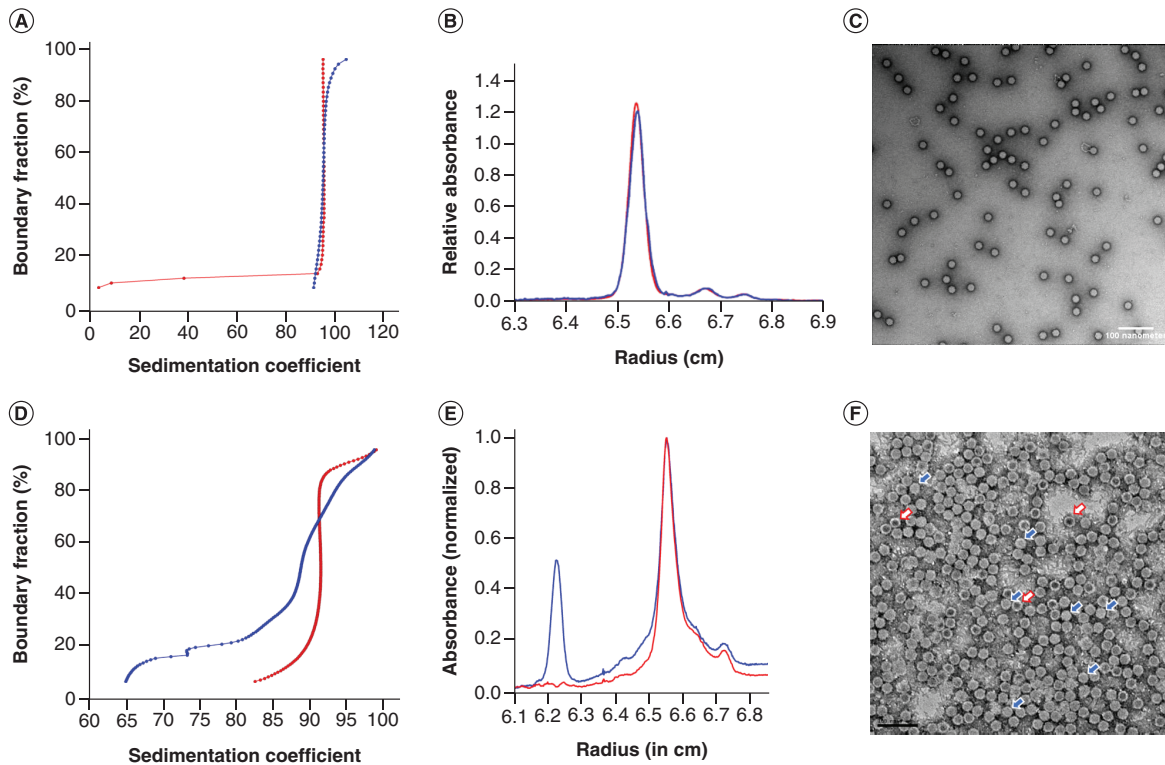 A
100
80
60
40
20
0
Boundary fraction (%)
0 20 40 60 80 100 120
Sedimentation coefficient
B
1.4
1.2
1.0
0.8
0.6
0.4
0.2
0.0
Relative absorbance
6.3 6.4 6.5 6.6 6.7 6.8 6.9
Radius (cm)
C
100 nanometer
D
100
80
60
40
20
0
Boundary fraction (%)
60 65 70 75 80 85 90 95 100
Sedimentation coefficient
E
1.0
0.8
0.6
0.4
0.2
0.0
Absorbance (normalized)
6.1 6.2 6.3 6.4 6.5 6.6 6.7 6.8
Radius (in cm)
F